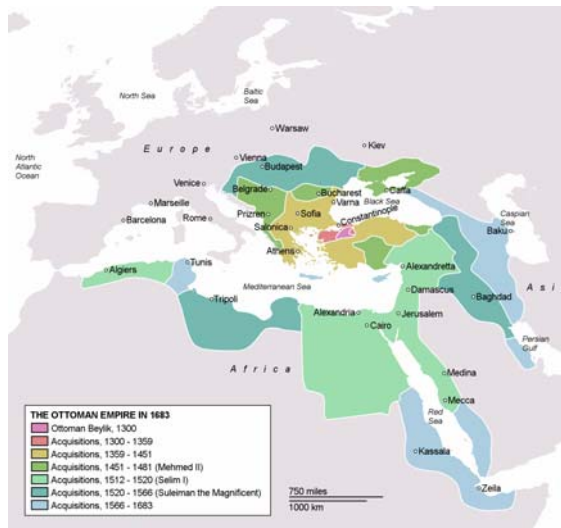 North Sea
Baltic
Sea
Warsaw
Kiev
Europe
North
Atlantic
Ocean
Vienna
Budapest
Venice
Belgrade
Bucharest
Caffa
Marseille
Varna
Black Sea
Caspian
Sea
Barcelona
Rome
Prizren
Sofia
Constantinople
Baku
Salonica
Athens
Algiers
Tunis
Alexandretta
Asi
Mediterranean Sea
Damascus
Baghdad
Tripoli
Alexandria
Jerusalem
Cairo
Persian
Gulf
Africa
Medina
Mecca
Red
Sea
Kassala
Zeila
THE OTTOMAN EMPIRE IN 1683
Ottoman Beylik, 1300
Acquisitions, 1300 - 1359
Acquisitions, 1359 - 1451
Acquisitions, 1451 - 1481 (Mehmed II)
Acquisitions, 1512 - 1520 (Selim I)
Acquisitions, 1520 - 1566 (Suleiman the Magnificent)
Acquisitions, 1566 - 1683
750 miles
1000 km